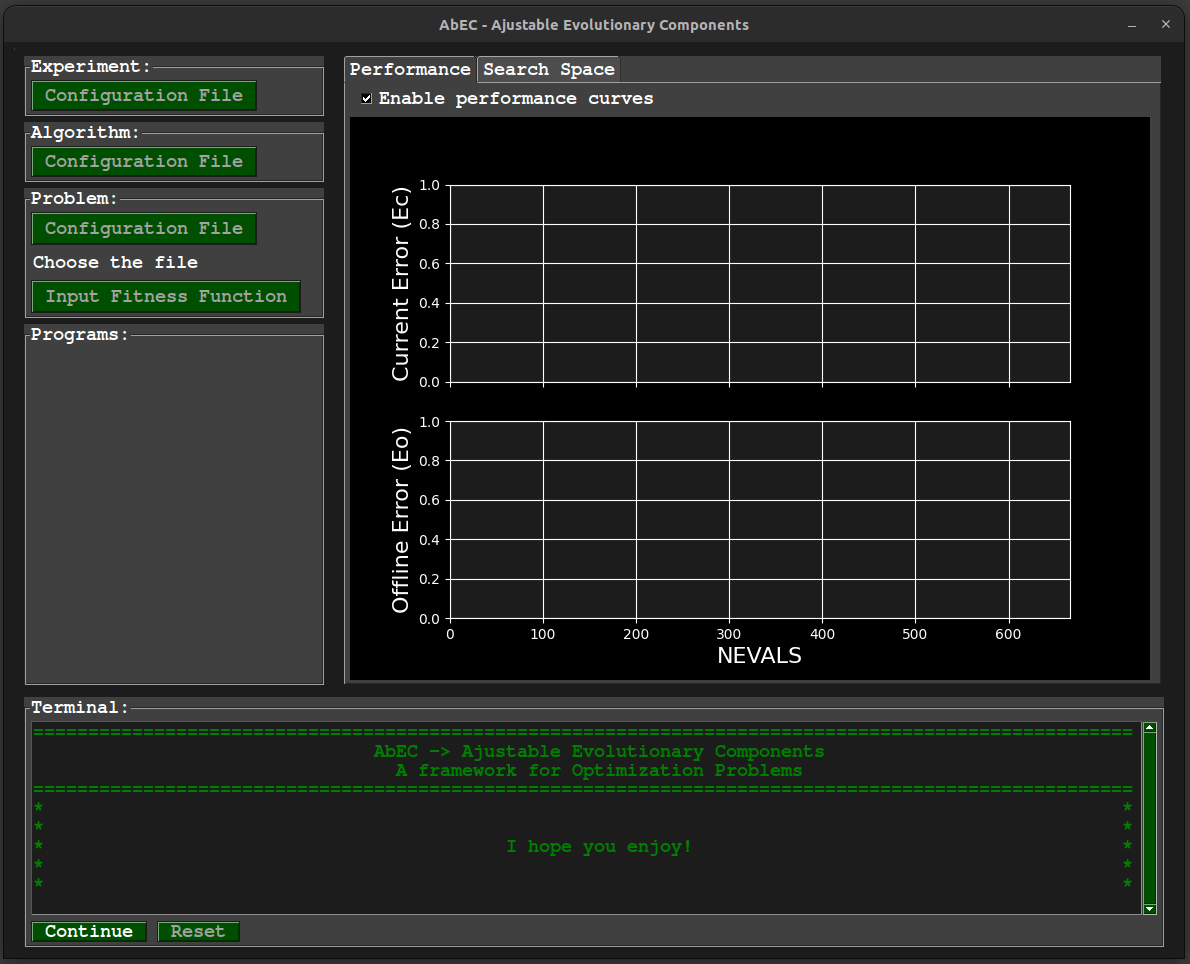 AbEC - Ajustable Evolutionary Components
Experiment:
Configuration File
Algorithm:
Configuration File
Problem:
Configuration File
Choose the file
Input Fitness Function
Programs:
Performance
Search Space
Enable performance curves
Current Error (Ec)
1.0
0.8
0.6
0.4
0.2
0.0
Offline Error (Eo)
1.0
0.8
0.6
0.4
0.2
0.0
0 100 200 300 400 500 600
NEVALS
Terminal:
====================================================================================================
AbEC -> Ajustable Evolutionary Components
A framework for Optimization Problems
====================================================================================================
* *
* *
* I hope you enjoy! *
* *
* *
Continue
Reset